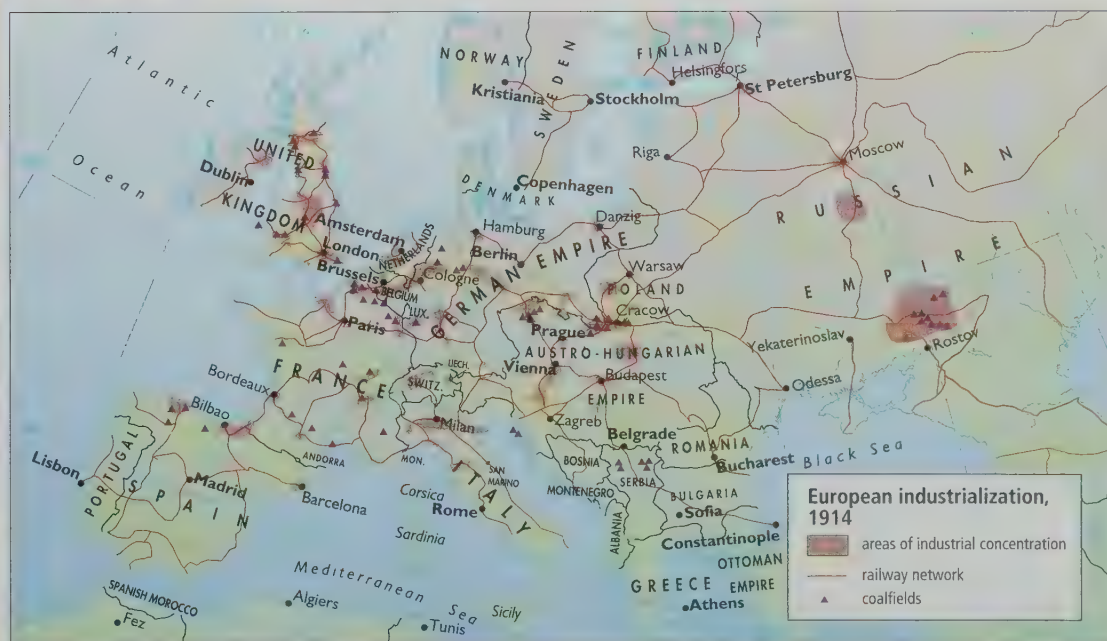 Atlantic
Ocean
NORWAY
SWEDEN
FINLAND
Helsingfors
Kristiania
Stockholm
St Petersburg
UNITED
KINGDOM
Dublin
Riga
Moscow
DENMARK
Copenhagen
RUSSIAN
EMPIRE
Amsterdam
London
NETHERLANDS
Hamburg
Danzig
Berlin
Brussels
BELGIUM
Cologne
GERMAN EMPIRE
LUX.
Warsaw
POLAND
Paris
Prague
Cracow
AUSTRO-HUNGARIAN
EMPIRE
Yekaterinoslav
Rostov
FRANCE
LIECH.
SWITZ.
Vienna
Budapest
Odessa
Bordeaux
Bilbao
Milan
Zagreb
Belgrade
ROMANIA
Bucharest
Black Sea
ANDORRA
MON.
SAN
MARINO
BOSNIA
SERBIA
MONTENEGRO
BULGARIA
Sofia
Lisbon
PORTUGAL
Madrid
SPAIN
Barcelona
Corsica
ITALY
Rome
ALBANIA
Constantinople
OTTOMAN
EMPIRE
Sardinia
GREECE
Athens
Mediterranean
Sea
Sicily
SPANISH MOROCCO
Fez
Algiers
Tunis
European industrialization,
1914
areas of industrial concentration
railway network
coalfields